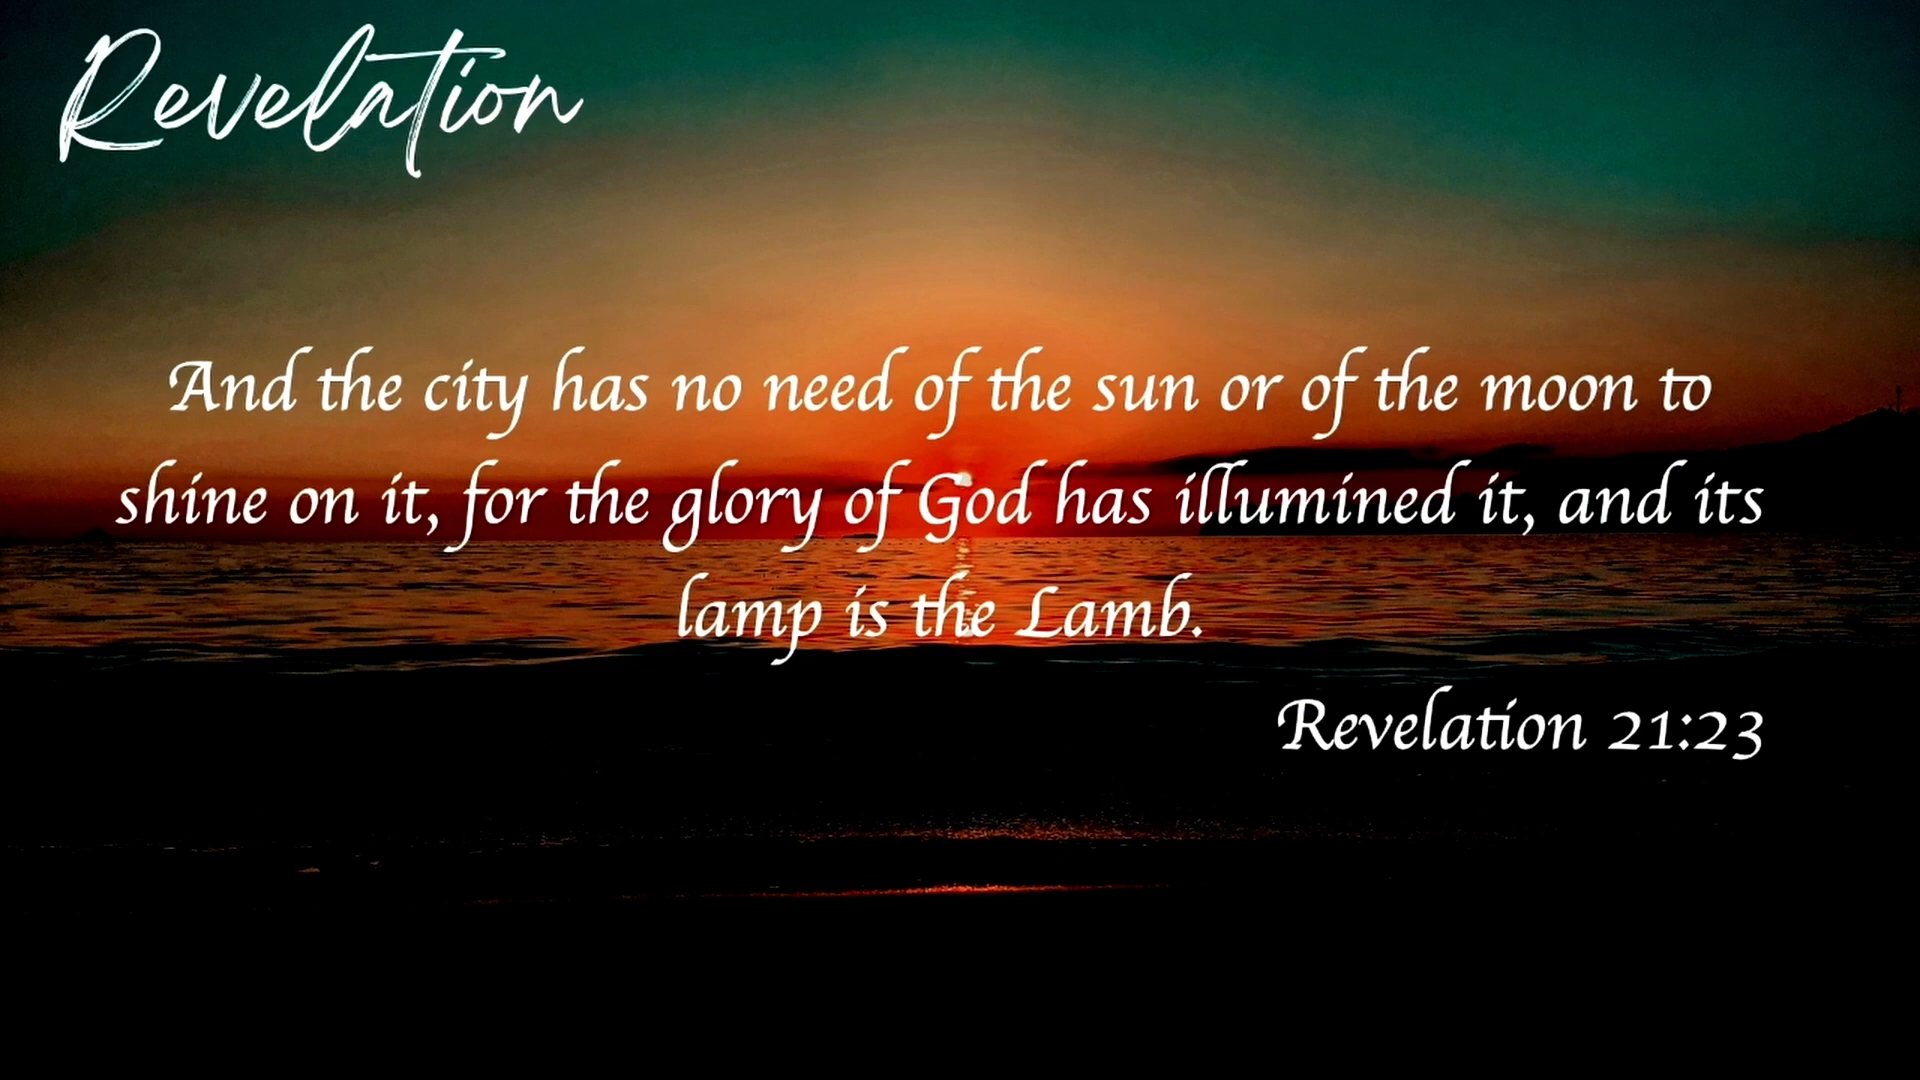 Revelation
And the city has no need of the sun or of the moon to
shine on it, for the glory of God has illumined it, and its
lamp is the Lamb.
Revelation 21:23